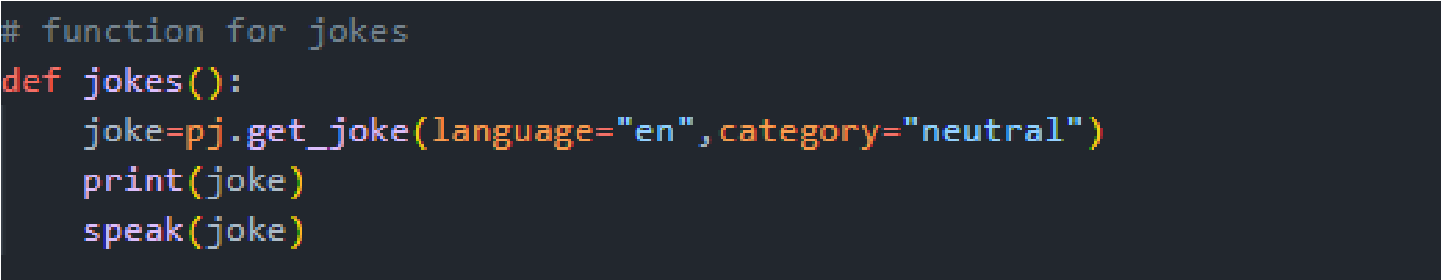 # function for jokes
def jokes():
    joke=pj.get_joke(language="en",category="neutral")
    print(joke)
    speak(joke)